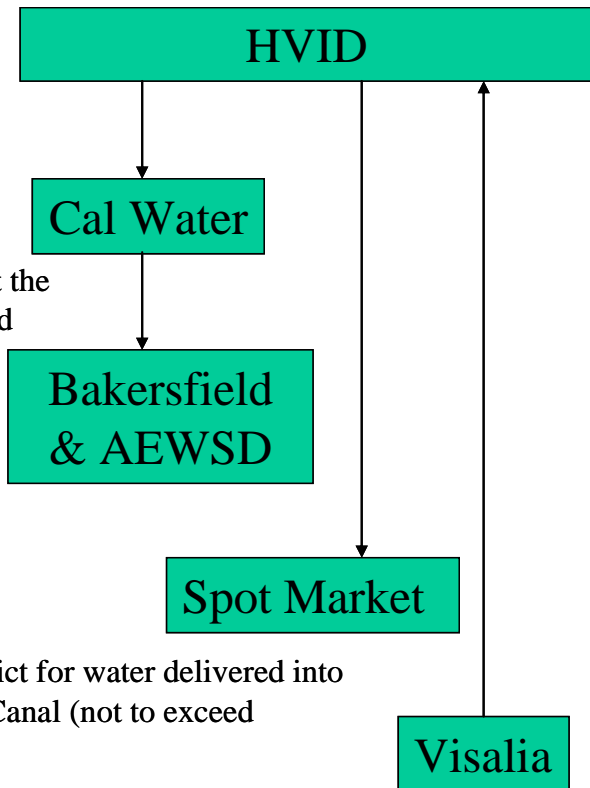 HVID
Cal Water
t the
d
Bakersfield
& AEWSD
Spot Market
ict for water delivered into
Canal (not to exceed
Visalia